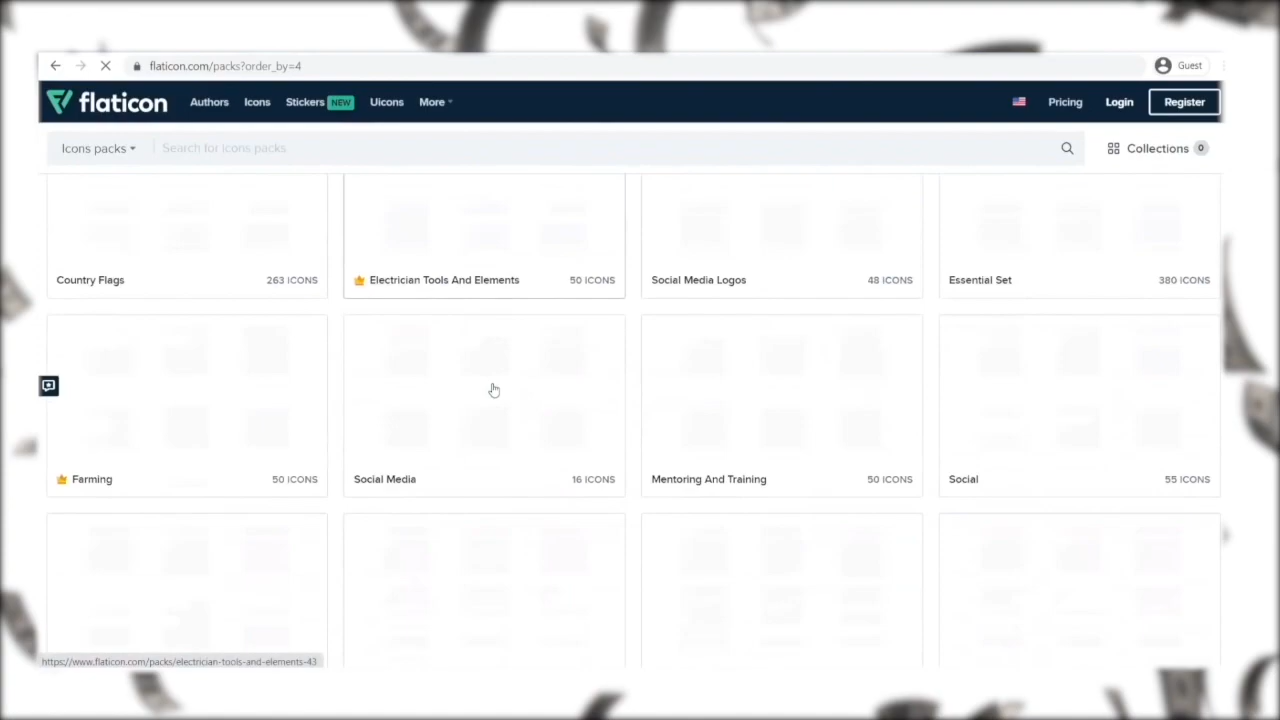 flaticon.com/packs?order_by=4
Guest
flaticon
Authors
Icons
Stickers NEW
Uicons
More
Pricing
Login
Register
Icons packs
Search for icons packs
Collections 0
Country Flags 263 ICONS
Electrician Tools And Elements 50 ICONS
Social Media Logos 48 ICONS
Essential Set 380 ICONS
Farming 50 ICONS
Social Media 16 ICONS
Mentoring And Training 50 ICONS
Social 55 ICONS
https://www.flaticon.com/packs/electrician-tools-and-elements-43